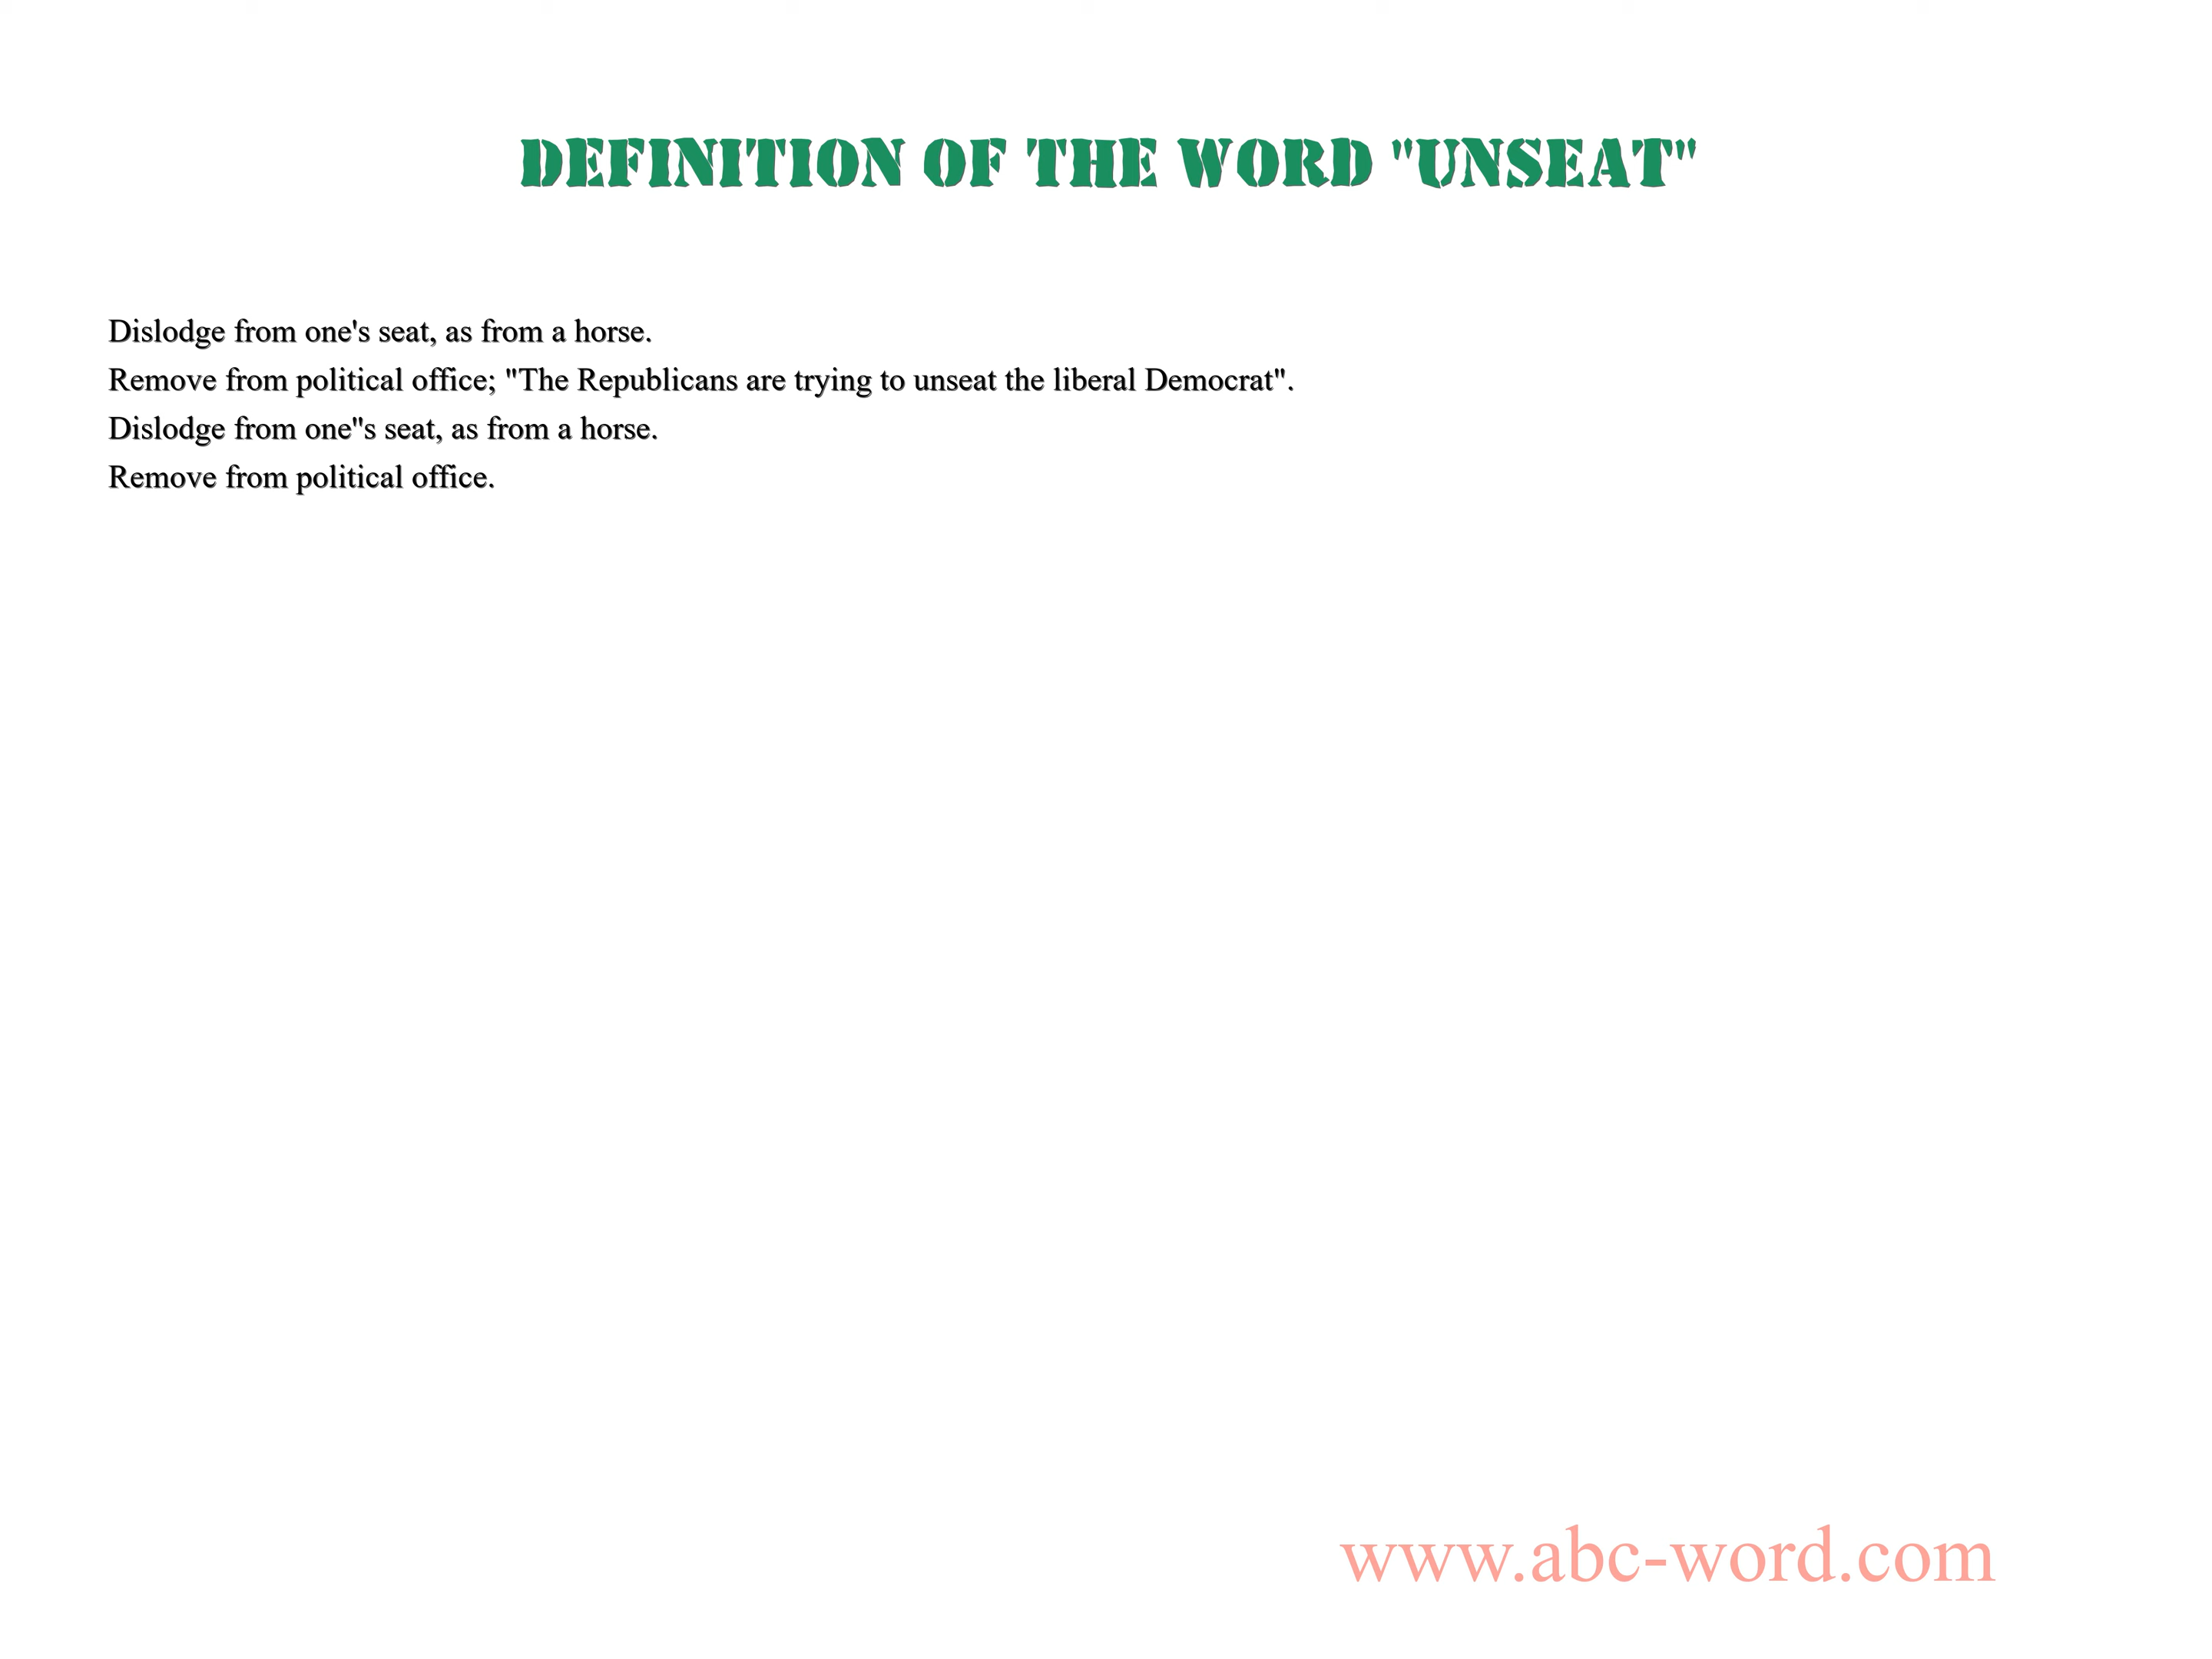 DEFINITION OF THE WORD "UNSEAT"
Dislodge from one's seat, as from a horse.
Remove from political office; "The Republicans are trying to unseat the liberal Democrat".
Dislodge from one"s seat, as from a horse.
Remove from political office.
www.abc-word.com